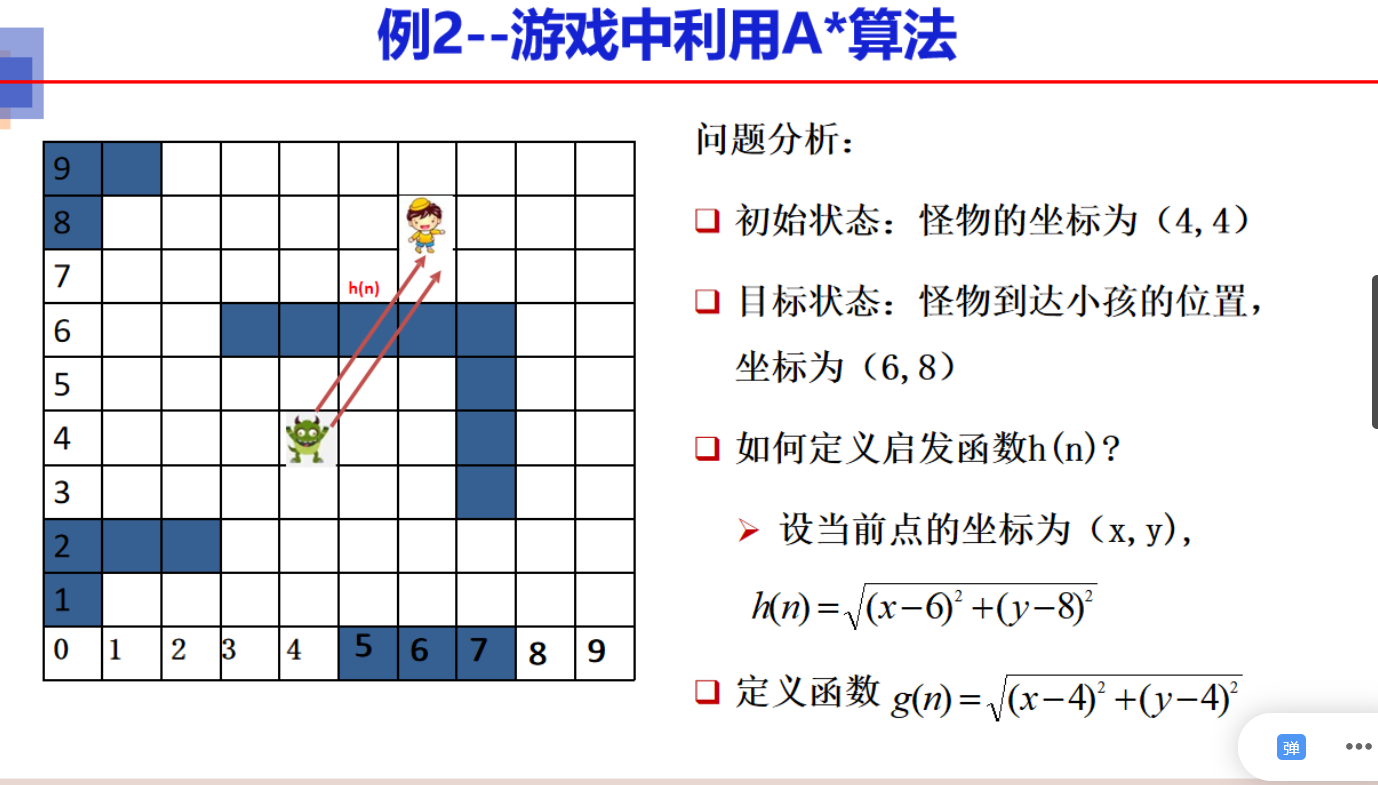 例2--游戏中利用A*算法
9
8
7
h(n)
6
5
4
3
2
1
0 1 2 3 4 5 6 7 8 9
问题分析：
初始状态：怪物的坐标为（4,4）
目标状态：怪物到达小孩的位置，
坐标为（6,8）
如何定义启发函数h(n)?
设当前点的坐标为（x,y),
h(n)=√(x−6)²+(y−8)²
定义函数 g(n)=√(x−4)²+(y−4)²
弹